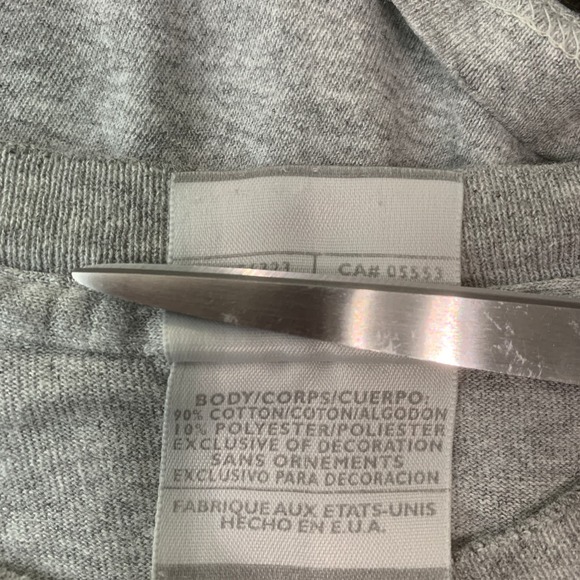 CA# 05553
BODY/CORPS/CUERPO:
90% COTTON/COTON/ALGODON
10% POLYESTER/POLIESTER
EXCLUSIVE OF DECORATION
SANS ORNEMENTS
EXCLUSIVO PARA DECORACION
FABRIQUE AUX ETATS-UNIS
HECHO EN E.U.A.